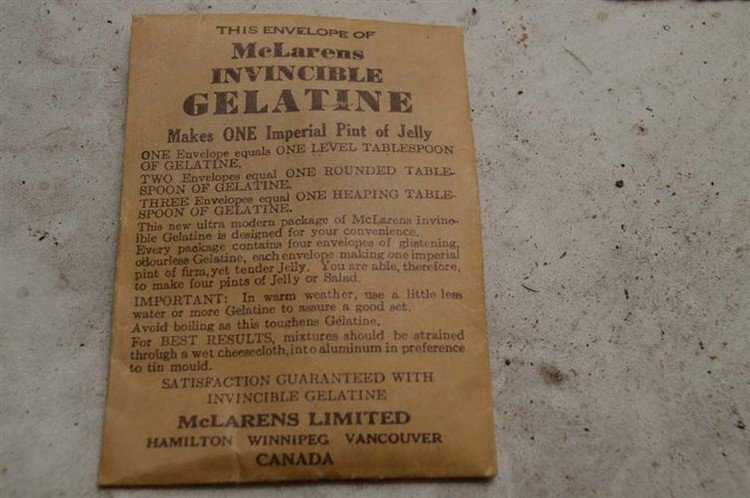 THIS ENVELOPE OF
McLarens
INVINCIBLE
GELATINE
Makes ONE Imperial Pint of Jelly
ONE Envelope equals ONE LEVEL TABLESPOON
OF GELATINE.
TWO Envelopes equal ONE ROUNDED TABLE-
SPOON OF GELATINE.
THREE Envelopes equal ONE HEAPING TABLE-
SPOON OF GELATINE.
This new ultra modern package of McLarens Invinc-
ible Gelatine is designed for your convenience.
Every package contains four envelopes of glistening,
odourless Gelatine, each envelope making one imperial
pint of firm, yet tender Jelly. You are able, therefore,
to make four pints of Jelly or Salad.
IMPORTANT: In warm weather, use a little less
water or more Gelatine to assure a good set.
Avoid boiling as this toughens Gelatine.
For BEST RESULTS, mixtures should be strained
through a wet cheesecloth, into aluminum in preference
to tin mould.
SATISFACTION GUARANTEED WITH
INVINCIBLE GELATINE
McLARENS LIMITED
HAMILTON WINNIPEG VANCOUVER
CANADA